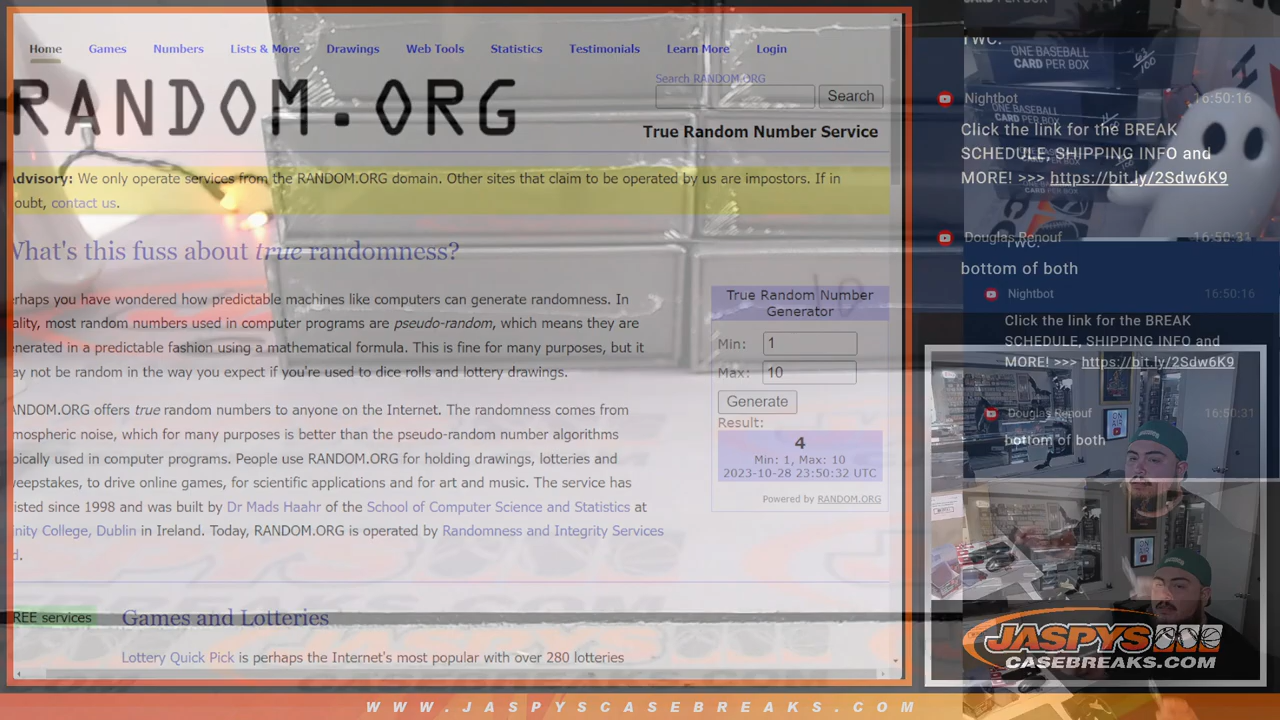 Home Games Numbers Lists & More Drawings Web Tools Statistics Testimonials Learn More Login
RANDOM.ORG
Search RANDOM.ORG
Search
True Random Number Service
Advisory: We only operate services from the RANDOM.ORG domain. Other sites that claim to be operated by us are impostors. If in
oubt, contact us.
What's this fuss about true randomness?
erhaps you have wondered how predictable machines like computers can generate randomness. In
ality, most random numbers used in computer programs are pseudo-random, which means they are
enerated in a predictable fashion using a mathematical formula. This is fine for many purposes, but it
ay not be random in the way you expect if you're used to dice rolls and lottery drawings.
ANDOM.ORG offers true random numbers to anyone on the Internet. The randomness comes from
mospheric noise, which for many purposes is better than the pseudo-random number algorithms
pically used in computer programs. People use RANDOM.ORG for holding drawings, lotteries and
weepstakes, to drive online games, for scientific applications and for art and music. The service has
isted since 1998 and was built by Dr Mads Haahr of the School of Computer Science and Statistics at
inity College, Dublin in Ireland. Today, RANDOM.ORG is operated by Randomness and Integrity Services
d.
True Random Number
Generator
Min: 1
Max: 10
Generate
Result:
4
Min: 1, Max: 10
2023-10-28 23:50:32 UTC
Powered by RANDOM.ORG
REE services
Games and Lotteries
Lottery Quick Pick is perhaps the Internet's most popular with over 280 lotteries
WWW.JASPYSCASEBREAKS.COM
TWC.
ONE BASEBALL
CARD PER BOX
Nightbot 16:50:16
Click the link for the BREAK
SCHEDULE, SHIPPING INFO and
MORE! >>> https://bit.ly/2Sdw6K9
Douglas Renouf 16:50:31
bottom of both
Nightbot 16:50:16
Click the link for the BREAK
SCHEDULE, SHIPPING INFO and
MORE! >>> https://bit.ly/2Sdw6K9
Douglas Renouf 16:50:31
bottom of both
ON
AIR
JASPYS
CASEBREAKS.COM